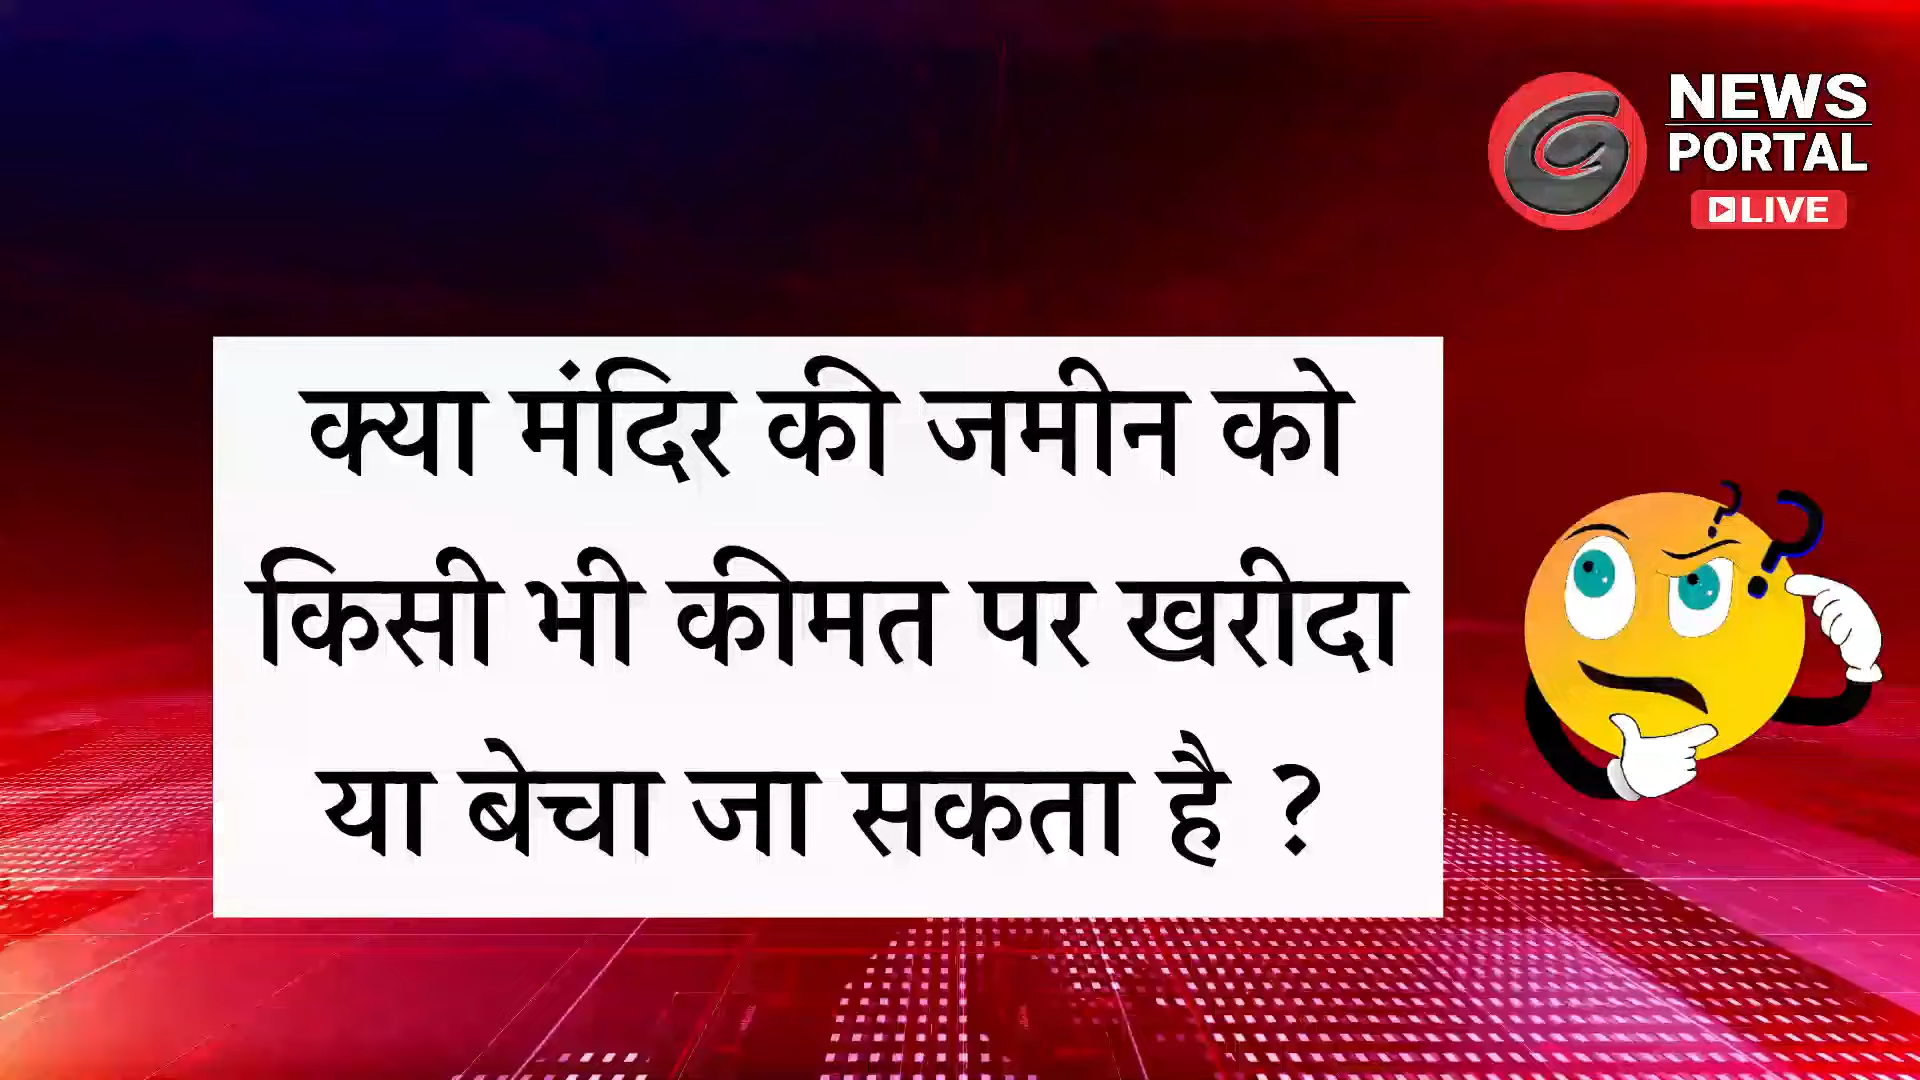 NEWS
PORTAL
LIVE
क्या मंदिर की जमीन को
किसी भी कीमत पर खरीदा
या बेचा जा सकता है ?